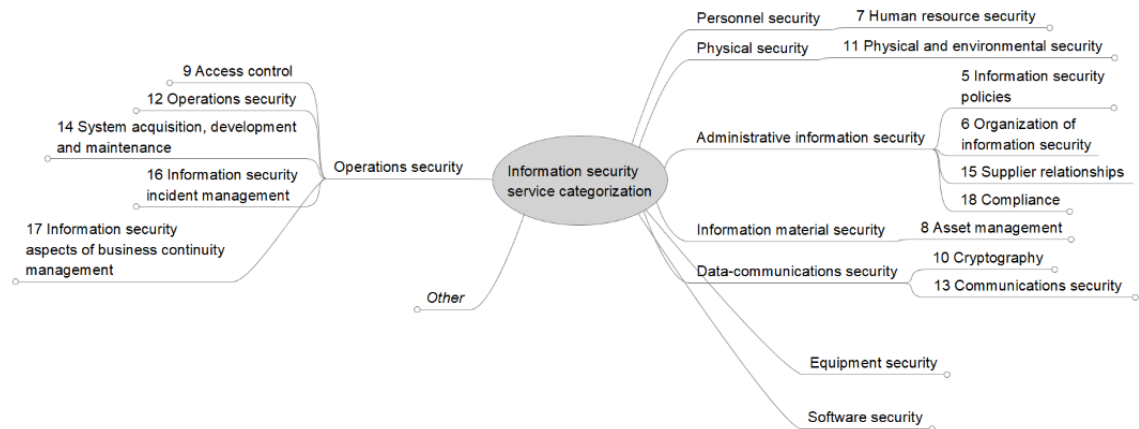 Personnel security
7 Human resource security
Physical security
11 Physical and environmental security
9 Access control
12 Operations security
14 System acquisition, development
and maintenance
16 Information security
incident management
17 Information security
aspects of business continuity
management
Operations security
Other
Information security
service categorization
Administrative information security
5 Information security
policies
6 Organization of
information security
15 Supplier relationships
18 Compliance
Information material security
8 Asset management
Data-communications security
10 Cryptography
13 Communications security
Equipment security
Software security